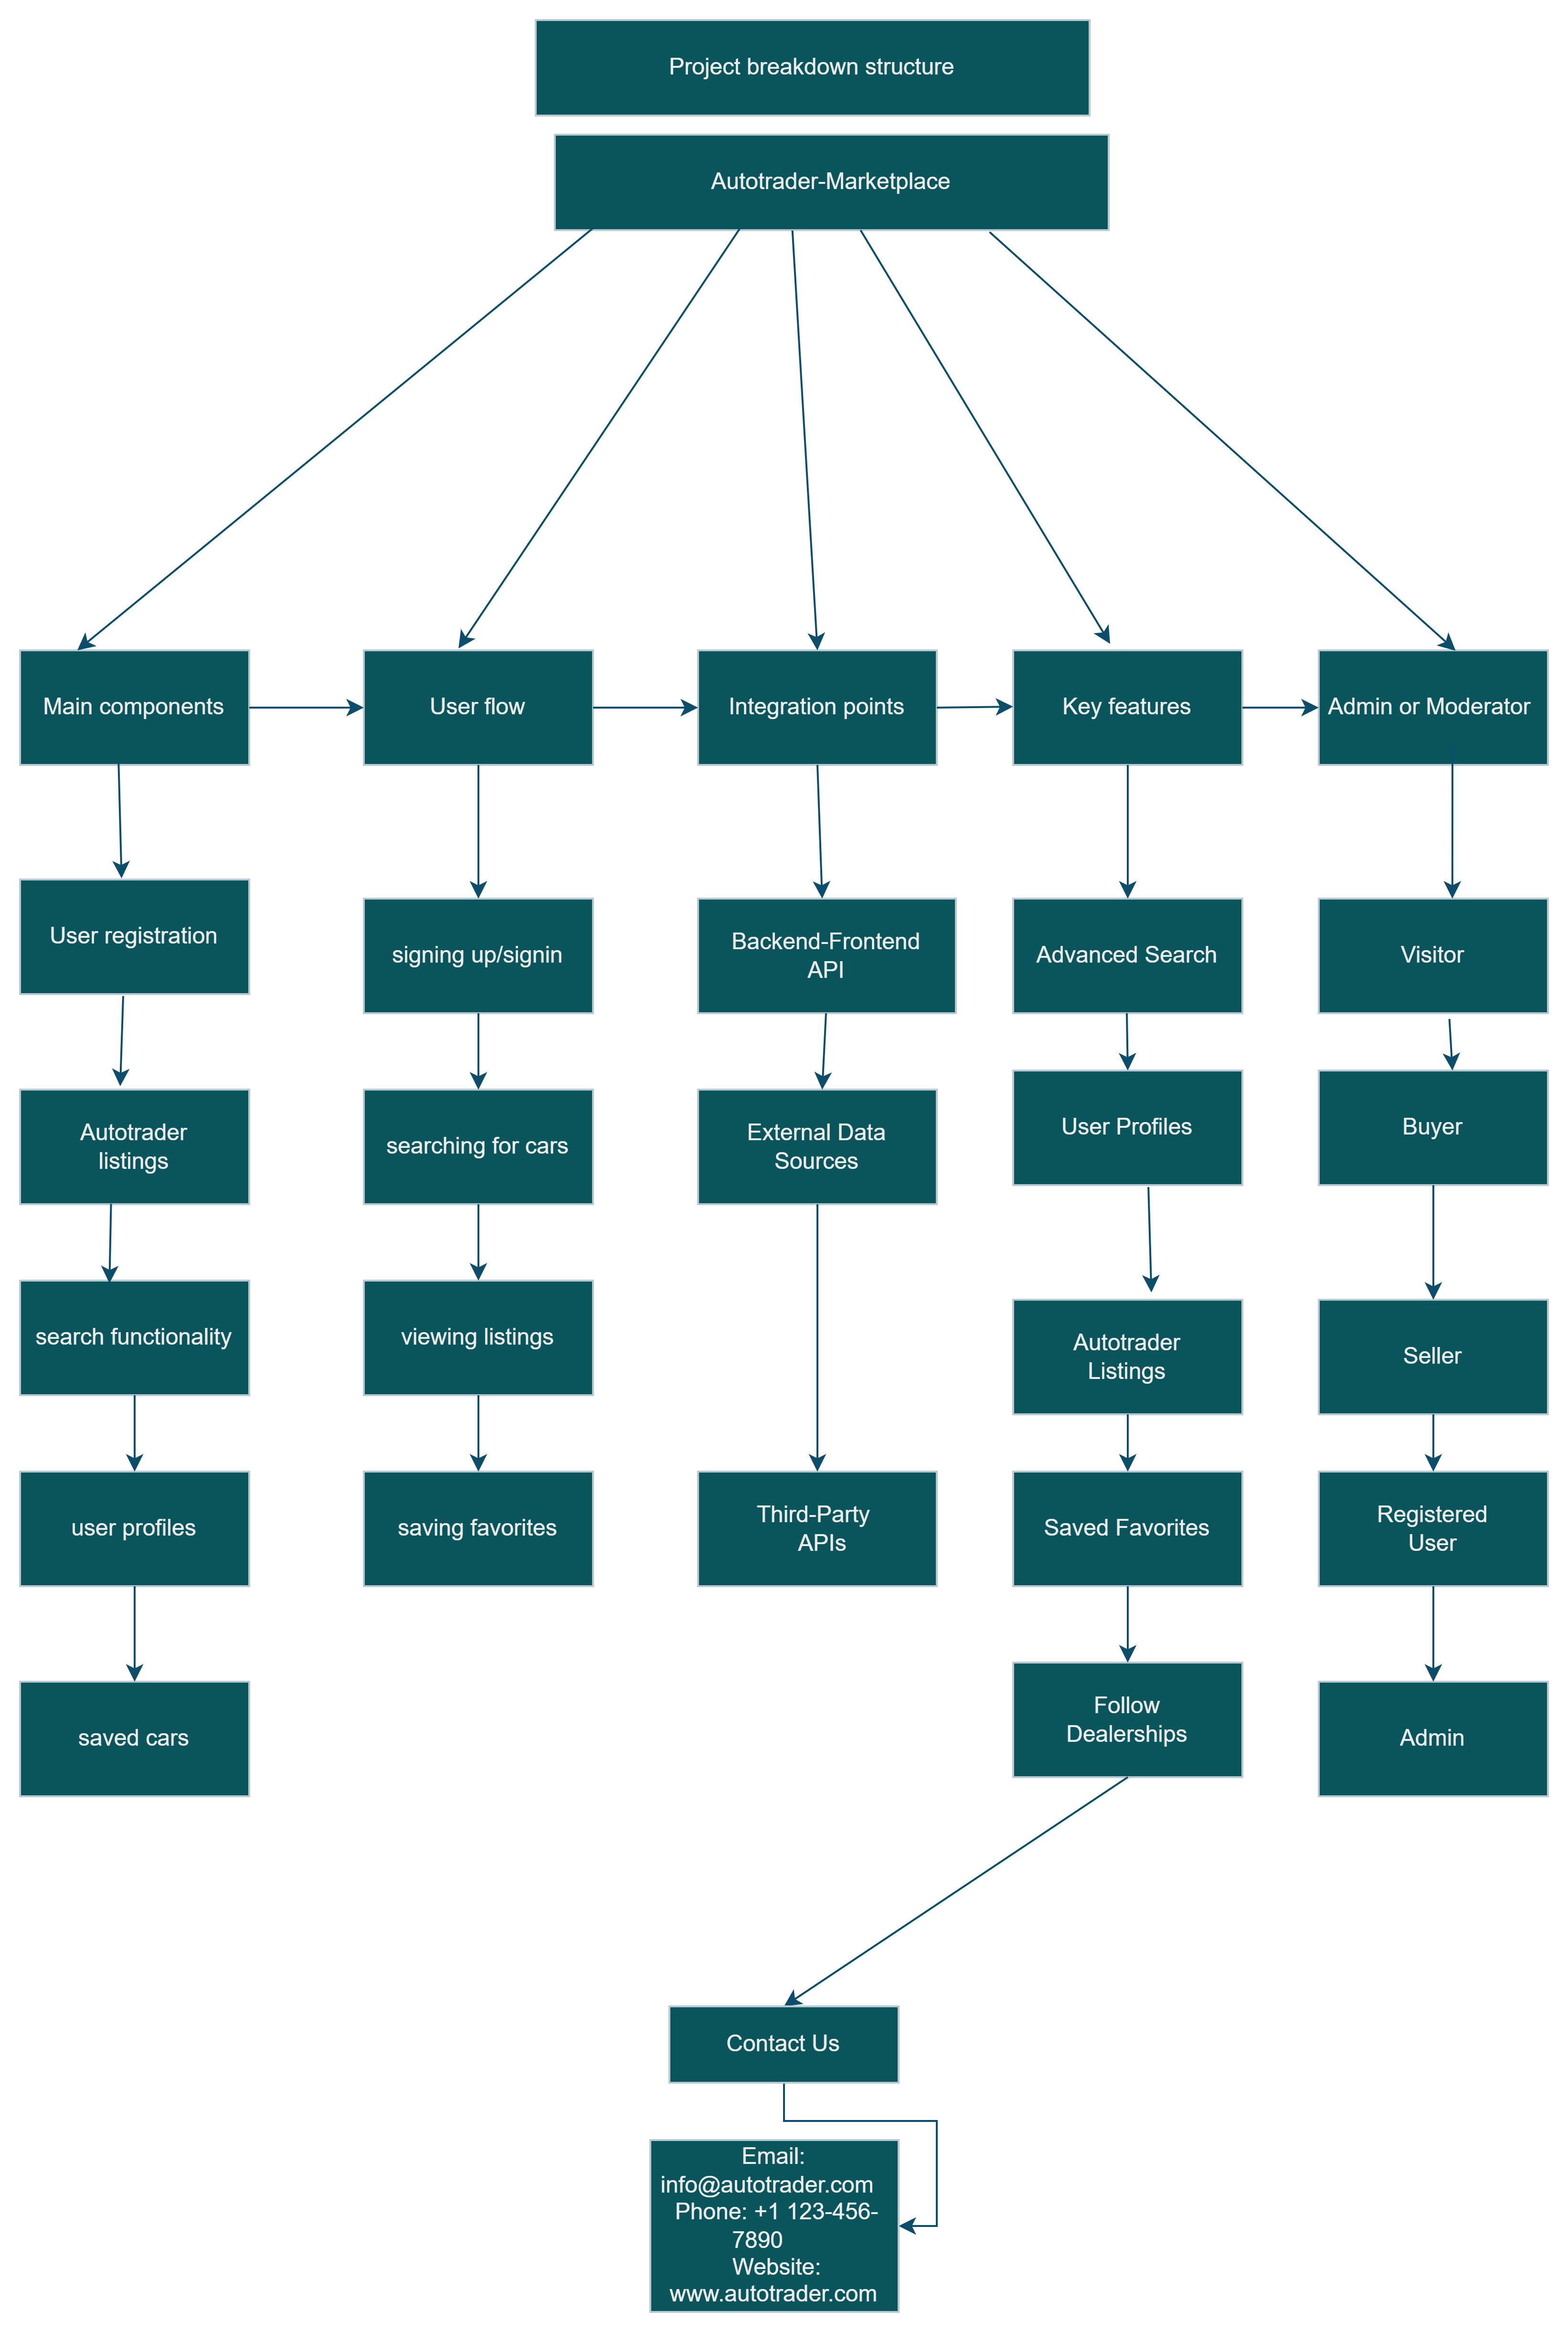 Project breakdown structure
Autotrader-Marketplace
Main components
User flow
Integration points
Key features
Admin or Moderator
User registration
Autotrader
listings
search functionality
user profiles
saved cars
signing up/signin
searching for cars
viewing listings
saving favorites
Backend-Frontend
API
External Data
Sources
Third-Party
APIs
Advanced Search
User Profiles
Autotrader
Listings
Saved Favorites
Follow
Dealerships
Visitor
Buyer
Seller
Registered
User
Admin
Contact Us
Email:
info@autotrader.com
Phone: +1 123-456-
7890
Website:
www.autotrader.com